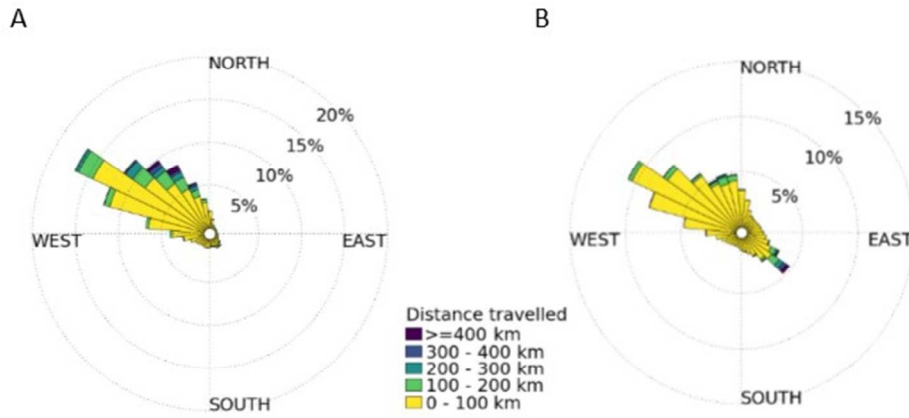 A
NORTH
20%
15%
10%
5%
WEST
EAST
SOUTH
B
NORTH
15%
10%
5%
WEST
EAST
SOUTH
Distance travelled
>=400 km
300 - 400 km
200 - 300 km
100 - 200 km
0 - 100 km